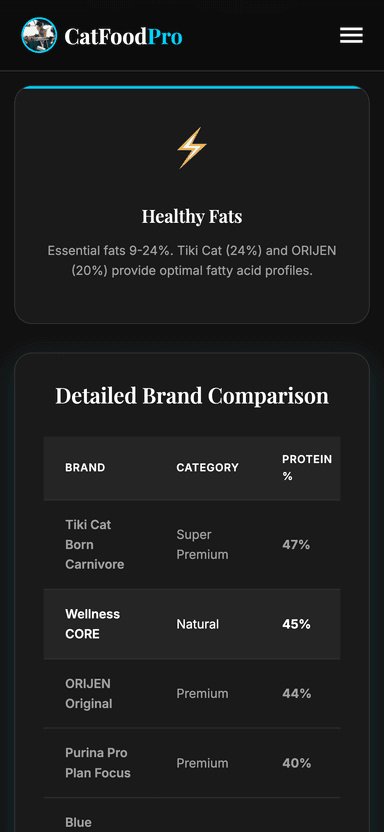 CatFoodPro
Healthy Fats
Essential fats 9-24%. Tiki Cat (24%) and ORIJEN
(20%) provide optimal fatty acid profiles.
Detailed Brand Comparison
BRAND CATEGORY PROTEIN
%
Tiki Cat
Born
Carnivore
Super
Premium
47%
Wellness
CORE
Natural
45%
ORIJEN
Original
Premium
44%
Purina Pro
Plan Focus
Premium
40%
Blue